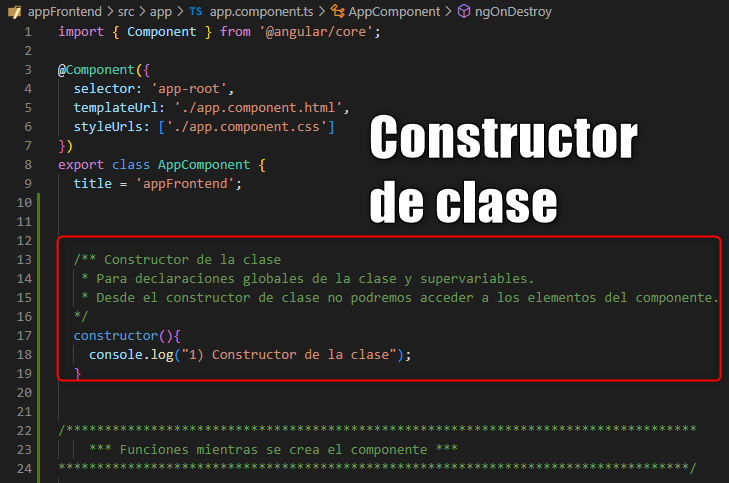 appFrontend > src > app > TS app.component.ts > AppComponent > ngOnDestroy
1 import { Component } from '@angular/core';
2
3 @Component({
4 selector: 'app-root',
5 templateUrl: './app.component.html',
6 styleUrls: ['./app.component.css']
7 })
8 export class AppComponent {
9 title = 'appFrontend';
Constructor
de clase
10
11
12
13 /** Constructor de la clase
14 * Para declaraciones globales de la clase y supervariables.
15 * Desde el constructor de clase no podremos acceder a los elementos del componente.
16 */
17 constructor(){
18 console.log("1) Constructor de la clase");
19 }
20
21
22 /**********************************************************************************
23 *** Funciones mientras se crea el componente ***
24 **********************************************************************************/